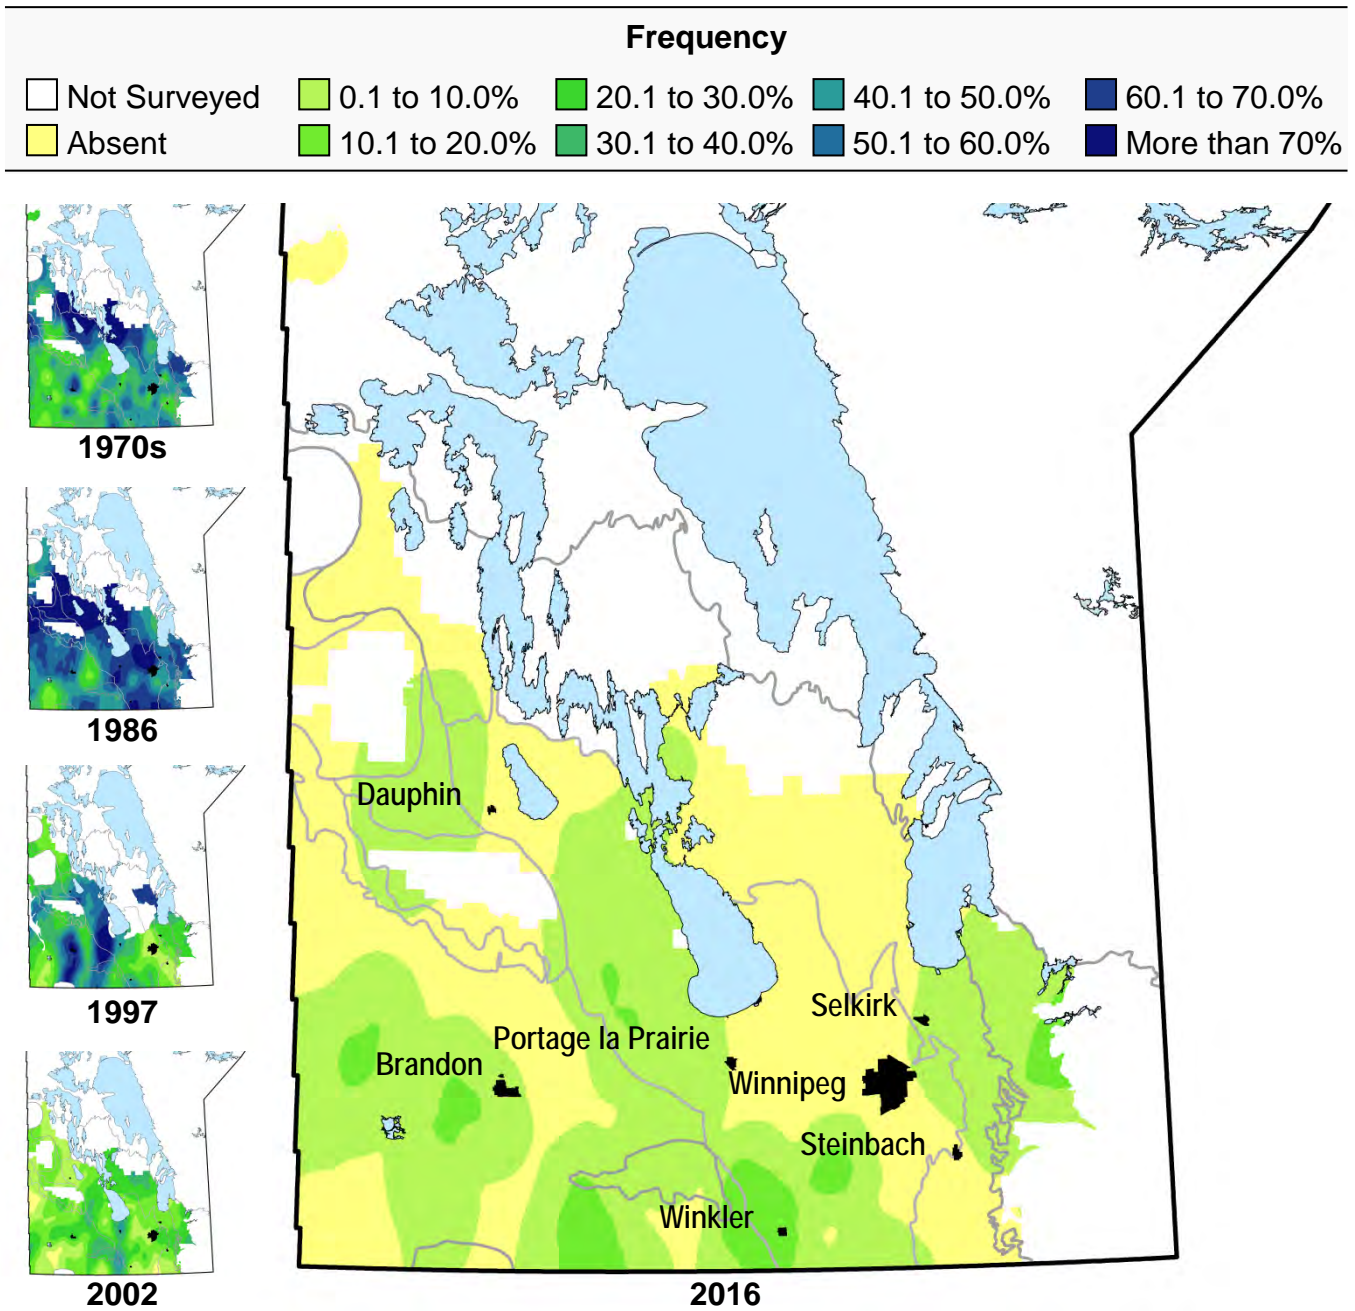 Frequency
Not Surveyed 0.1 to 10.0% 20.1 to 30.0% 40.1 to 50.0% 60.1 to 70.0%
Absent 10.1 to 20.0% 30.1 to 40.0% 50.1 to 60.0% More than 70%
1970s
1986
1997
2002
Dauphin
Selkirk
Portage la Prairie
Brandon
Winnipeg
Steinbach
Winkler
2016